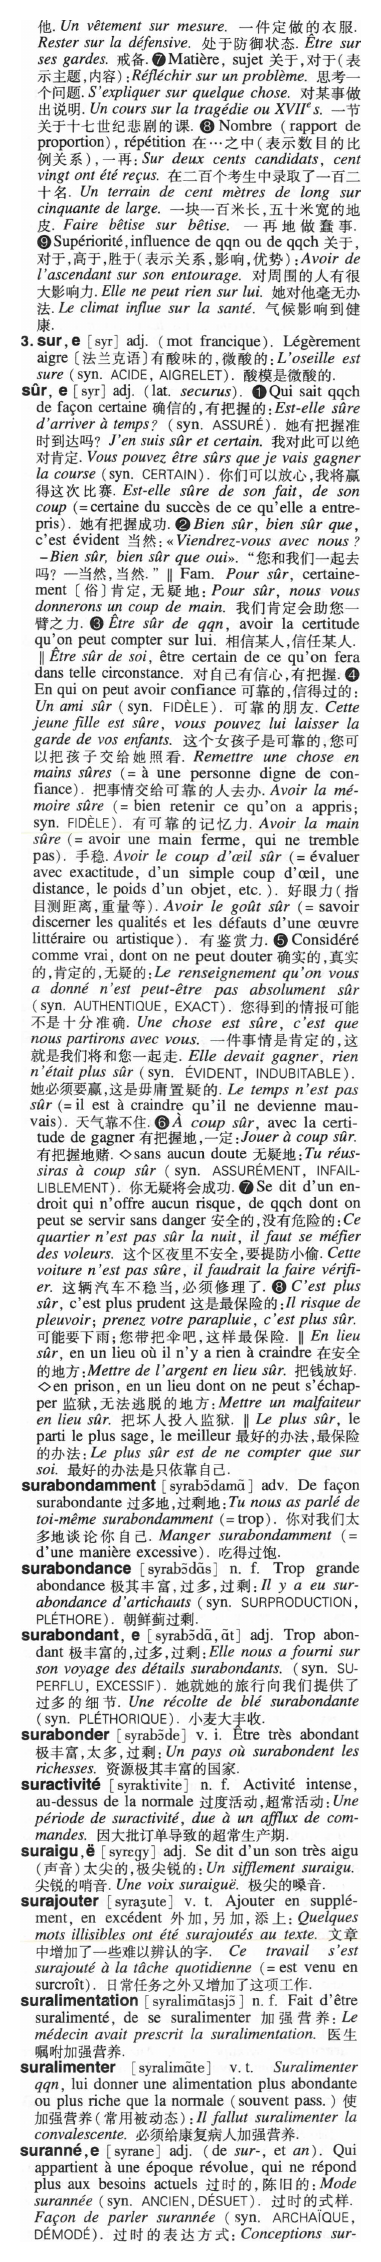 他. Un vêtement sur mesure. 一件定做的衣服.
Rester sur la défensive. 处于防御状态. Être sur
ses gardes. 戒备. ❼ Matière, sujet 关于,对于(表
示主题,内容): Réfléchir sur un problème. 思考一
个问题. S'expliquer sur quelque chose. 对某事做
出说明. Un cours sur la tragédie ou XVIIe s. 一节
关于十七世纪悲剧的课. ❽ Nombre (rapport de
proportion), répétition 在…之中(表示数目的比
例关系),一再: Sur deux cents candidats, cent
vingt ont été reçus. 在二百个考生中录取了一百二
十名. Un terrain de cent mètres de long sur
cinquante de large. 一块一百米长,五十米宽的地
皮. Faire bêtise sur bêtise. 一再地做蠢事.
❾ Supériorité, influence de qqn ou de qqch 关于,
对于,高于,胜于(表示关系,影响,优势): Avoir de
l'ascendant sur son entourage. 对周围的人有很
大影响力. Elle ne peut rien sur lui. 她对他毫无办
法. Le climat influe sur la santé. 气候影响到健
康.
3. sur, e [syr] adj. (mot francique). Légèrement
aigre [法兰克语]有酸味的,微酸的: L'oseille est
sure (syn. ACIDE, AIGRELET). 酸模是微酸的.
sûr, e [syr] adj. (lat. securus). ❶ Qui sait qqch
de façon certaine 确信的,有把握的: Est-elle sûre
d'arriver à temps? (syn. ASSURÉ). 她有把握准
时到达吗? J'en suis sûr et certain. 我对此可以绝
对肯定. Vous pouvez être sûrs que je vais gagner
la course (syn. CERTAIN). 你们可以放心,我将赢
得这次比赛. Est-elle sûre de son fait, de son
coup (= certaine du succès de ce qu'elle a entre-
pris). 她有把握成功. ❷ Bien sûr, bien sûr que,
c'est évident 当然: «Viendrez-vous avec nous ?
–Bien sûr, bien sûr que oui». “您和我们一起去
吗? —当然,当然.” ‖ Fam. Pour sûr, certaine-
ment [俗]肯定,无疑地: Pour sûr, nous vous
donnerons un coup de main. 我们肯定会助您一
臂之力. ❸ Être sûr de qqn, avoir la certitude
qu'on peut compter sur lui. 相信某人,信任某人.
‖ Être sûr de soi, être certain de ce qu'on fera
dans telle circonstance. 对自己有信心,有把握. ❹
En qui on peut avoir confiance 可靠的,信得过的:
Un ami sûr (syn. FIDÈLE). 可靠的朋友. Cette
jeune fille est sûre, vous pouvez lui laisser la
garde de vos enfants. 这个女孩子是可靠的,您可
以把孩子交给她照看. Remettre une chose en
mains sûres (= à une personne digne de con-
fiance). 把事情交给可靠的人去办. Avoir la mé-
moire sûre (= bien retenir ce qu'on a appris;
syn. FIDÈLE). 有可靠的记忆力. Avoir la main
sûre (= avoir une main ferme, qui ne tremble
pas). 手稳. Avoir le coup d'œil sûr (= évaluer
avec exactitude, d'un simple coup d'œil, une
distance, le poids d'un objet, etc.). 好眼力(指
目测距离,重量等). Avoir le goût sûr (= savoir
discerner les qualités et les défauts d'une œuvre
littéraire ou artistique). 有鉴赏力. ❺ Considéré
comme vrai, dont on ne peut douter 确实的,真实
的,肯定的,无疑的: Le renseignement qu'on vous
a donné n'est peut-être pas absolument sûr
(syn. AUTHENTIQUE, EXACT). 您得到的情报可能
不是十分准确. Une chose est sûre, c'est que
nous partirons avec vous. 一件事情是肯定的,这
就是我们将和您一起走. Elle devait gagner, rien
n'était plus sûr (syn. ÉVIDENT, INDUBITABLE).
她必须要赢,这是毋庸置疑的. Le temps n'est pas
sûr (= il est à craindre qu'il ne devienne mau-
vais). 天气靠不住. ❻ À coup sûr, avec la certi-
tude de gagner 有把握地,一定: Jouer à coup sûr.
有把握地赌. ◇ sans aucun doute 无疑地: Tu réus-
siras à coup sûr (syn. ASSURÉMENT, INFAIL-
LIBLEMENT). 你无疑将会成功. ❼ Se dit d'un en-
droit qui n'offre aucun risque, de qqch dont on
peut se servir sans danger 安全的,没有危险的: Ce
quartier n'est pas sûr la nuit, il faut se méfier
des voleurs. 这个区夜里不安全,要提防小偷. Cette
voiture n'est pas sûre, il faudrait la faire vérifi-
er. 这辆汽车不稳当,必须修理了. ❽ C'est plus
sûr, c'est plus prudent 这是最保险的: Il risque de
pleuvoir; prenez votre parapluie, c'est plus sûr.
可能要下雨;您带把伞吧,这样最保险. ‖ En lieu
sûr, en un lieu où il n'y a rien à craindre 在安全
的地方: Mettre de l'argent en lieu sûr. 把钱放好.
◇ en prison, en un lieu dont on ne peut s'échap-
per 监狱,无法逃脱的地方: Mettre un malfaiteur
en lieu sûr. 把坏人投入监狱. ‖ Le plus sûr, le
parti le plus sage, le meilleur 最好的办法,最保险
的办法: Le plus sûr est de ne compter que sur
soi. 最好的办法是只依靠自己.
surabondamment [syrabɔ̃damɑ̃] adv. De façon
surabondante 过多地,过剩地: Tu nous as parlé de
toi-même surabondamment (= trop). 你对我们太
多地谈论你自己. Manger surabondamment (=
d'une manière excessive). 吃得过饱.
surabondance [syrabɔ̃dɑ̃s] n. f. Trop grande
abondance 极其丰富,过多,过剩: Il y a eu sur-
abondance d'artichauts (syn. SURPRODUCTION,
PLÉTHORE). 朝鲜蓟过剩.
surabondant, e [syrabɔ̃dɑ̃, ɑ̃t] adj. Trop abon-
dant 极丰富的,过多,过剩: Elle nous a fourni sur
son voyage des détails surabondants. (syn. SU-
PERFLU, EXCESSIF). 她就她的旅行向我们提供了
过多的细节. Une récolte de blé surabondante
(syn. PLÉTHORIQUE). 小麦大丰收.
surabonder [syrabɔ̃de] v. i. Être très abondant
极丰富,太多,过剩: Un pays où surabondent les
richesses. 资源极其丰富的国家.
suractivité [syraktivite] n. f. Activité intense,
au-dessus de la normale 过度活动,超常活动: Une
période de suractivité, due à un afflux de com-
mandes. 因大批订单导致的超常生产期.
suraigu, ë [syregy] adj. Se dit d'un son très aigu
(声音)太尖的,极尖锐的: Un sifflement suraigu.
尖锐的哨音. Une voix suraiguë. 极尖的嗓音.
surajouter [syraʒute] v. t. Ajouter en supplé-
ment, en excédent 外加,另加,添上: Quelques
mots illisibles ont été surajoutés au texte. 文章
中增加了一些难以辨认的字. Ce travail s'est
surajouté à la tâche quotidienne (= est venu en
surcroît). 日常任务之外又增加了这项工作.
suralimentation [syralimɑ̃tasjɔ̃] n. f. Fait d'être
suralimenté, de se suralimenter 加强营养: Le
médecin avait prescrit la suralimentation. 医生
嘱咐加强营养.
suralimenter [syralimɑ̃te] v. t. Suralimenter
qqn, lui donner une alimentation plus abondante
ou plus riche que la normale (souvent pass.) 使
加强营养(常用被动态): Il fallut suralimenter la
convalescente. 必须给康复病人加强营养.
suranné, e [syrane] adj. (de sur-, et an). Qui
appartient à une époque révolue, qui ne répond
plus aux besoins actuels 过时的,陈旧的: Mode
surannée (syn. ANCIEN, DÉSUET). 过时的式样.
Façon de parler surannée (syn. ARCHAÏQUE,
DÉMODÉ). 过时的表达方式: Conceptions sur-